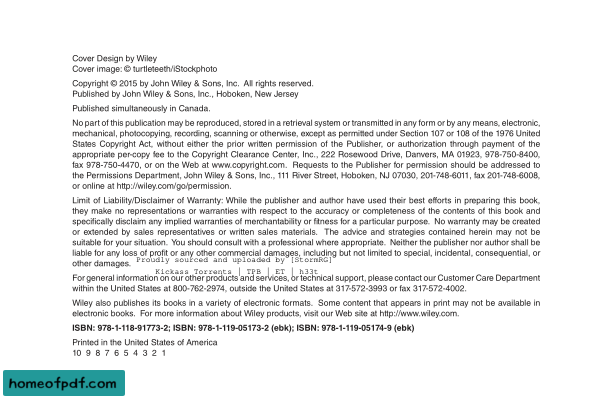 Cover Design by Wiley
Cover image: © turtleteeth/iStockphoto
Copyright © 2015 by John Wiley & Sons, Inc. All rights reserved.
Published by John Wiley & Sons, Inc., Hoboken, New Jersey
Published simultaneously in Canada.
No part of this publication may be reproduced, stored in a retrieval system or transmitted in any form or by any means, electronic,
mechanical, photocopying, recording, scanning or otherwise, except as permitted under Section 107 or 108 of the 1976 United
States Copyright Act, without either the prior written permission of the Publisher, or authorization through payment of the
appropriate per-copy fee to the Copyright Clearance Center, Inc., 222 Rosewood Drive, Danvers, MA 01923, 978-750-8400,
fax 978-750-4470, or on the Web at www.copyright.com. Requests to the Publisher for permission should be addressed to
the Permissions Department, John Wiley & Sons, Inc., 111 River Street, Hoboken, NJ 07030, 201-748-6011, fax 201-748-6008,
or online at http://wiley.com/go/permission.
Limit of Liability/Disclaimer of Warranty: While the publisher and author have used their best efforts in preparing this book,
they make no representations or warranties with respect to the accuracy or completeness of the contents of this book and
specifically disclaim any implied warranties of merchantability or fitness for a particular purpose. No warranty may be created
or extended by sales representatives or written sales materials. The advice and strategies contained herein may not be
suitable for your situation. You should consult with a professional where appropriate. Neither the publisher nor author shall be
liable for any loss of profit or any other commercial damages, including but not limited to special, incidental, consequential, or
other damages.
Proudly sourced and uploaded by [StormRG]
Kickass Torrents | TPB | ET | h33t
For general information on our other products and services, or technical support, please contact our Customer Care Department
within the United States at 800-762-2974, outside the United States at 317-572-3993 or fax 317-572-4002.
Wiley also publishes its books in a variety of electronic formats. Some content that appears in print may not be available in
electronic books. For more information about Wiley products, visit our Web site at http://www.wiley.com.
ISBN: 978-1-118-91773-2; ISBN: 978-1-119-05173-2 (ebk); ISBN: 978-1-119-05174-9 (ebk)
Printed in the United States of America
10 9 8 7 6 5 4 3 2 1
homeofpdf.com